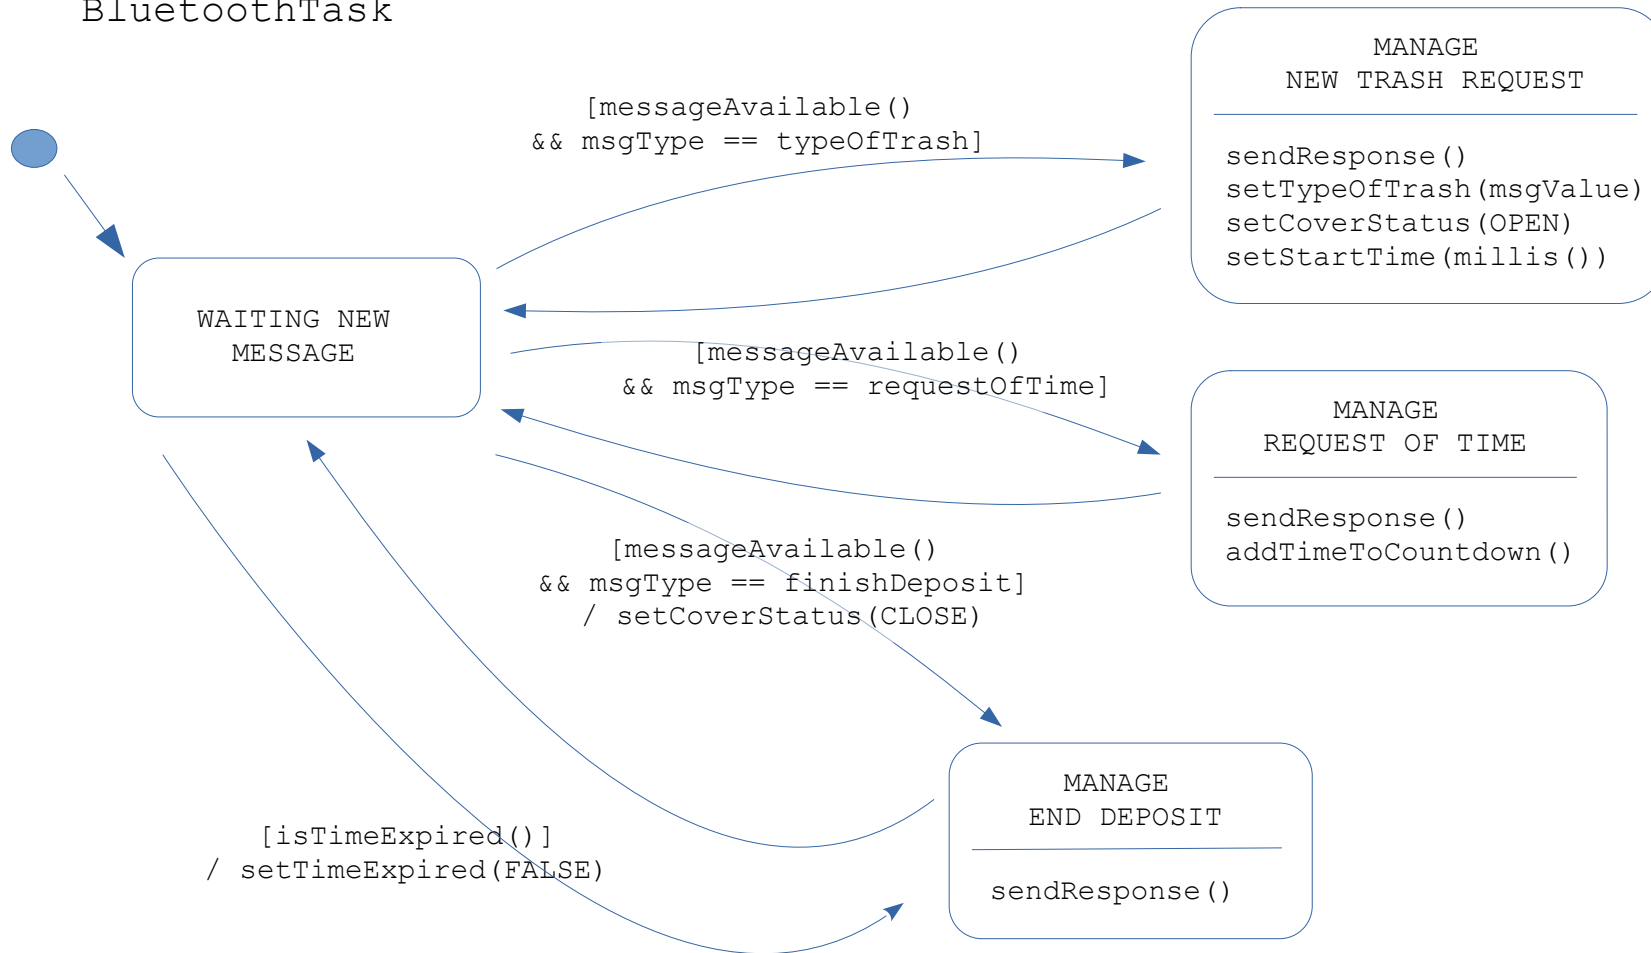 BluetoothTask
MANAGE
NEW TRASH REQUEST
sendResponse()
setTypeOfTrash(msgValue)
setCoverStatus(OPEN)
setStartTime(millis())
[messageAvailable()
&& msgType == typeOfTrash]
WAITING NEW
MESSAGE
[messageAvailable()
&& msgType == requestOfTime]
MANAGE
REQUEST OF TIME
sendResponse()
addTimeToCountdown()
[messageAvailable()
&& msgType == finishDeposit]
/ setCoverStatus(CLOSE)
MANAGE
END DEPOSIT
sendResponse()
[isTimeExpired()]
/ setTimeExpired(FALSE)